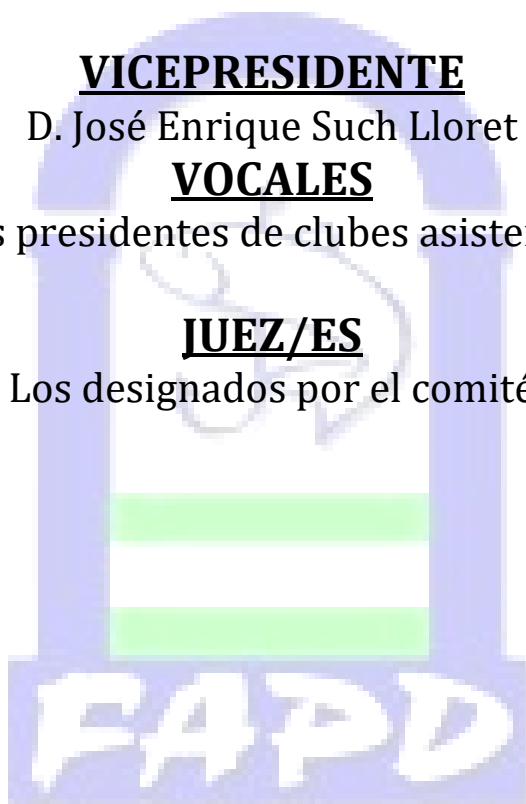 VICEPRESIDENTE
D. José Enrique Such Lloret
VOCALES
presidentes de clubes
JUEZ/ES
Los designados por el comité
FAPD